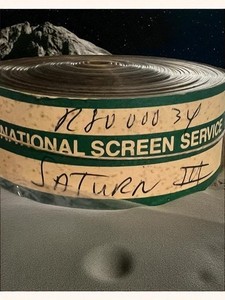 R80000 34
NATIONAL SCREEN SERVICE
SATURN III